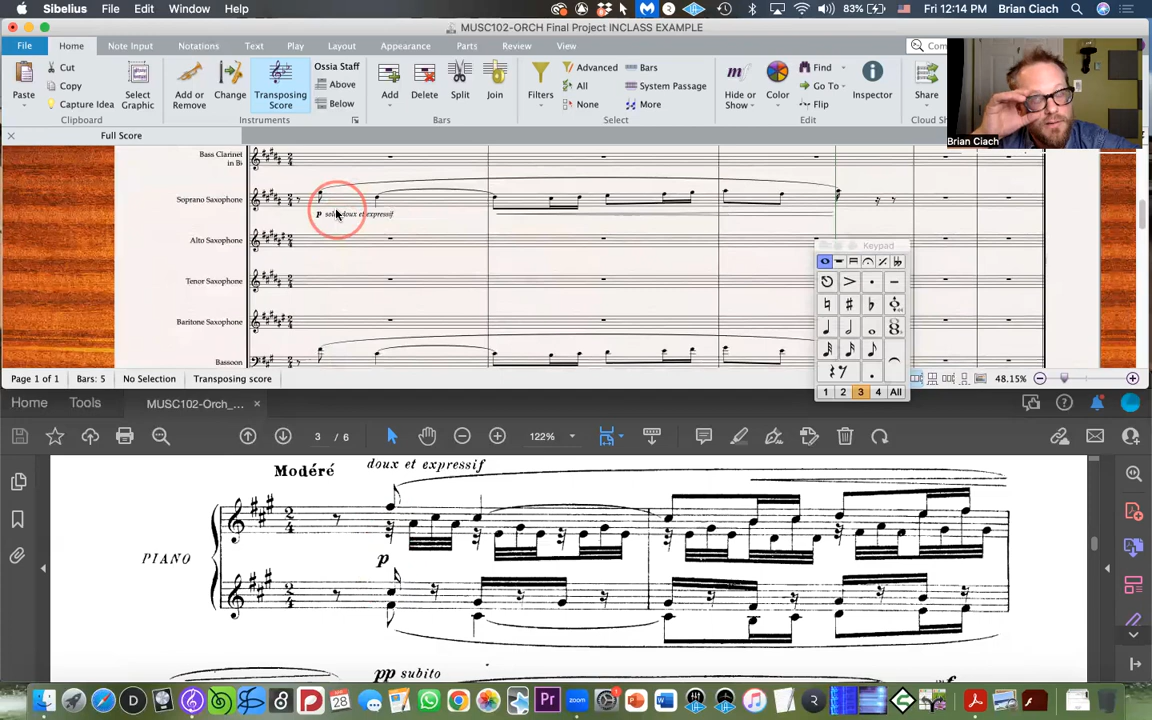 Sibelius File Edit Window Help 83% Fri 12:14 PM Brian Ciach
MUSC102-ORCH Final Project INCLASS EXAMPLE
File Home Note Input Notations Text Play Layout Appearance Parts Review View
Paste Cut Copy Capture Idea Select Graphic Add or Remove Change Transposing Score Ossia Staff Above Below Add Delete Split Join Filters Advanced All None Bars System Passage More Hide or Show Color Find Go To Flip Inspector Share
Clipboard Instruments Bars Select Edit
Brian Ciach
Full Score
Bass Clarinet
in B♭
Soprano Saxophone
p
Alto Saxophone
Tenor Saxophone
Baritone Saxophone
Bassoon
Keypad
1 2 3 4 All
Page 1 of 1 Bars: 5 No Selection Transposing score 48.15%
Home Tools MUSC102-Orch_...
3 / 6 122%
Modéré doux et expressif
PIANO
p
pp subito